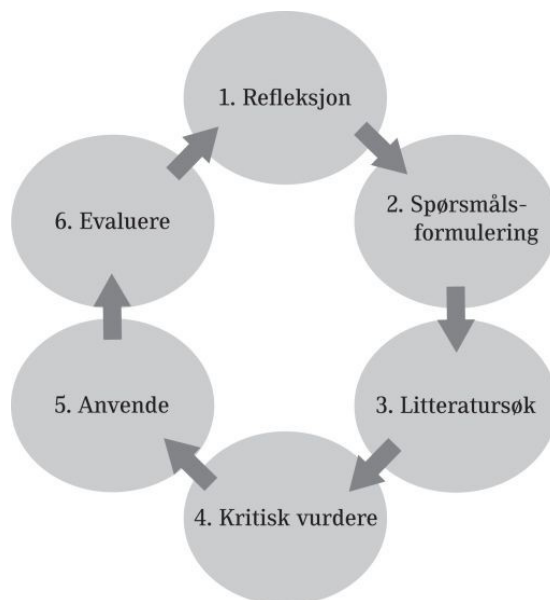 1. Refleksjon
2. Spørsmåls-
formulering
3. Litteratursøk
4. Kritisk vurdere
5. Anvende
6. Evaluere